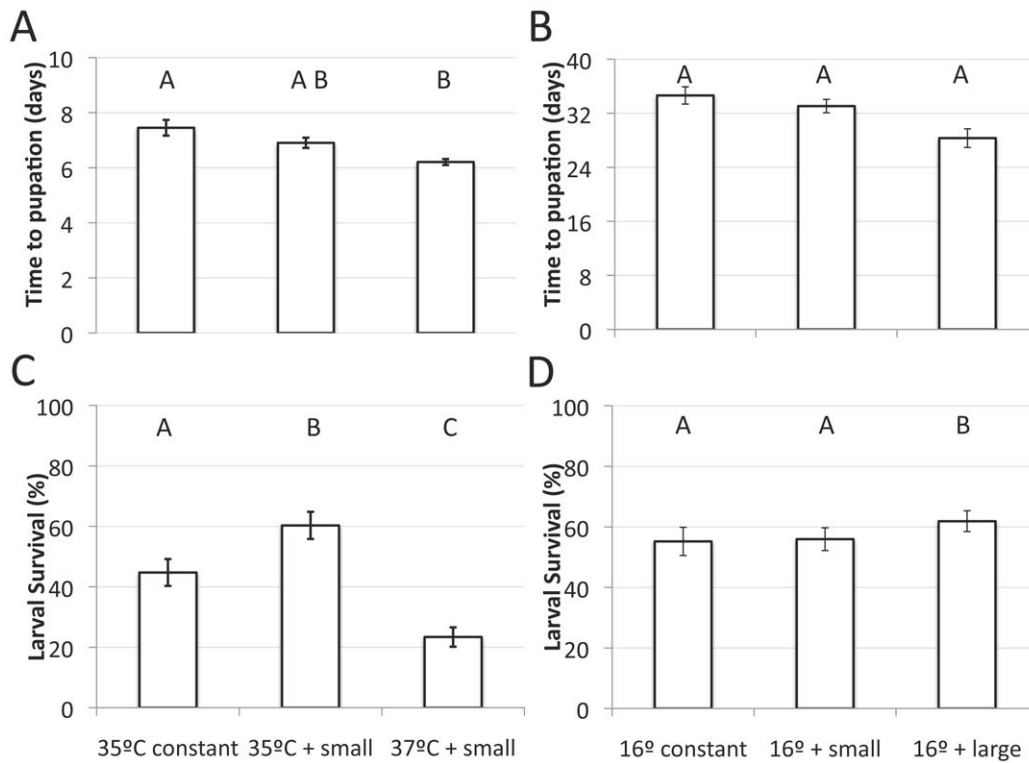 A
Time to pupation (days)
10
8
6
4
2
0
A
A B
B
B
Time to pupation (days)
40
32
28
16
8
0
A
A
A
C
Larval Survival (%)
100
80
60
40
20
0
A
B
C
35ºC constant
35ºC + small
37ºC + small
D
Larval Survival (%)
100
80
60
40
20
0
A
A
B
16º constant
16º + small
16º + large